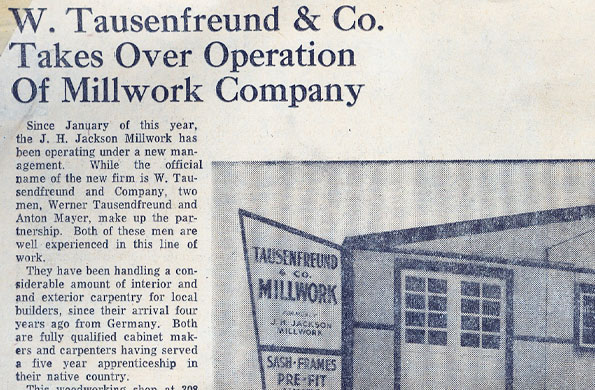 W. Tausenfreund & Co.
Takes Over Operation
Of Millwork Company
Since January of this year,
the J. H. Jackson Millwork has
been operating under a new man-
agement. While the official
name of the new firm is W. Tau-
sendfreund and Company, two
men, Werner Tausendfreund and
Anton Mayer, make up the par-
tnership. Both of these men are
well experienced in this line of
work.
They have been handling a con-
siderable amount of interior and
and exterior carpentry for local
builders, since their arrival four
years ago from Germany. Both
are fully qualified cabinet mak-
ers and carpenters having served
a five year apprenticeship in
their native country.
This woodworking shop at 308
TAUSENFREUND
& CO.
MILLWORK
J. H. JACKSON
MILLWORK
SASH-FRAMES
PRE-FIT